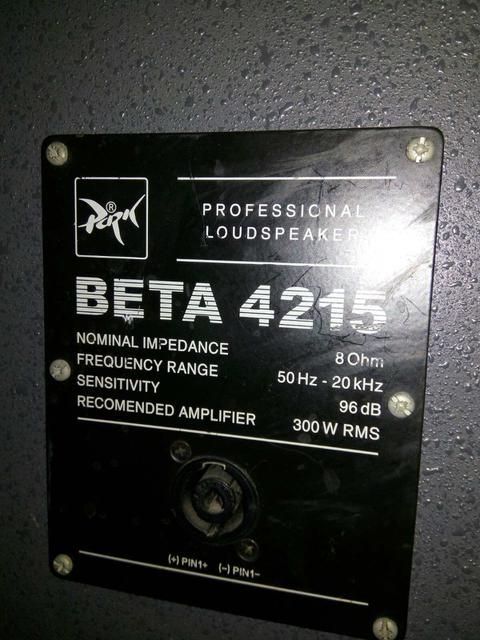 PARK
®
PROFESSIONAL
LOUDSPEAKER
BETA 4215
NOMINAL IMPEDANCE 8 Ohm
FREQUENCY RANGE 50 Hz - 20 kHz
SENSITIVITY 96 dB
RECOMENDED AMPLIFIER 300 W RMS
(+) PIN1+ (-) PIN1-